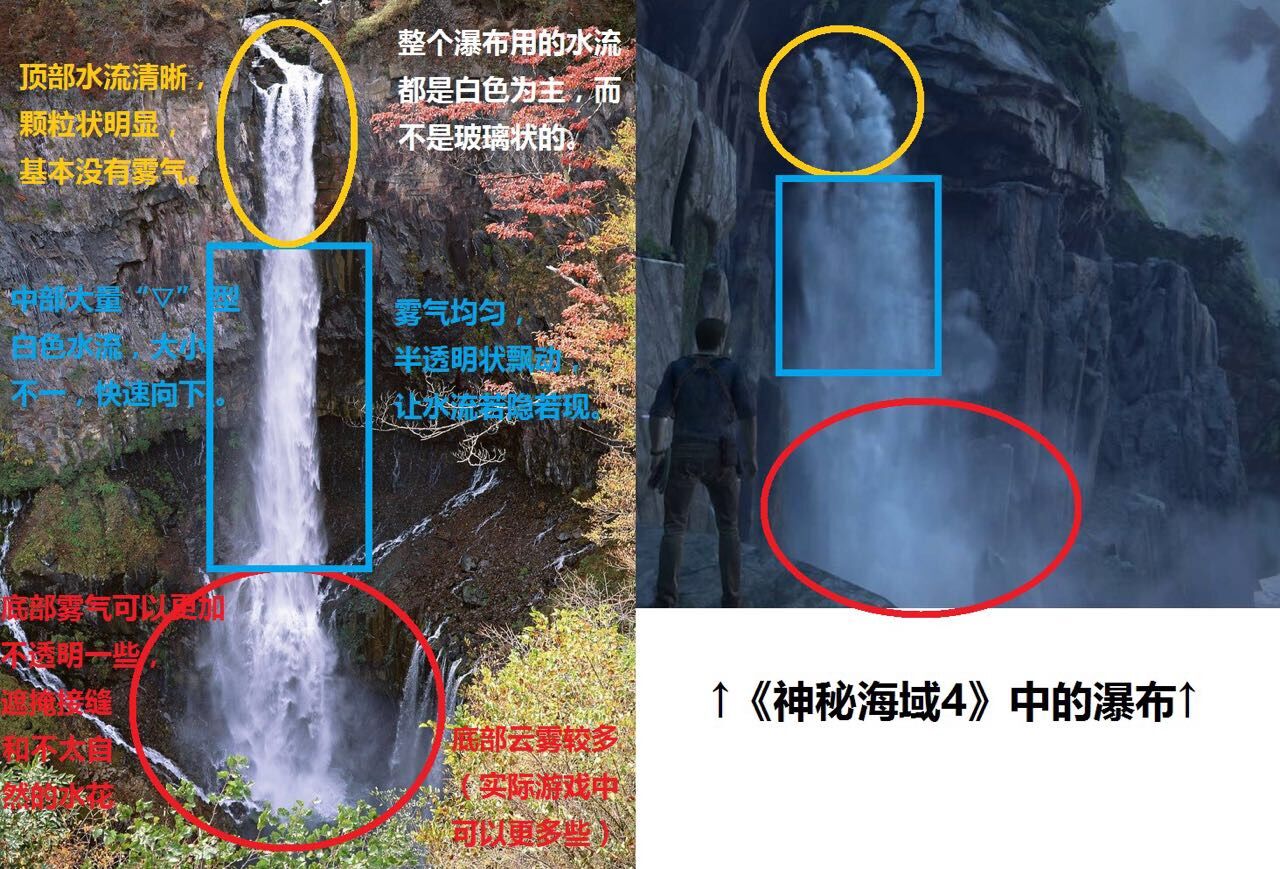 顶部水流清晰，
颗粒状明显，
基本没有雾气。
整个瀑布用的水流
都是白色为主，而
不是玻璃状的。
中部大量“▽”型
白色水流，大小
不一，快速向下。
雾气均匀，
半透明状飘动，
让水流若隐若现。
底部雾气可以更加
不透明一些，
遮掩接缝
和不太自
然的水花
底部云雾较多
（实际游戏中
可以更多些）
↑《神秘海域4》中的瀑布↑